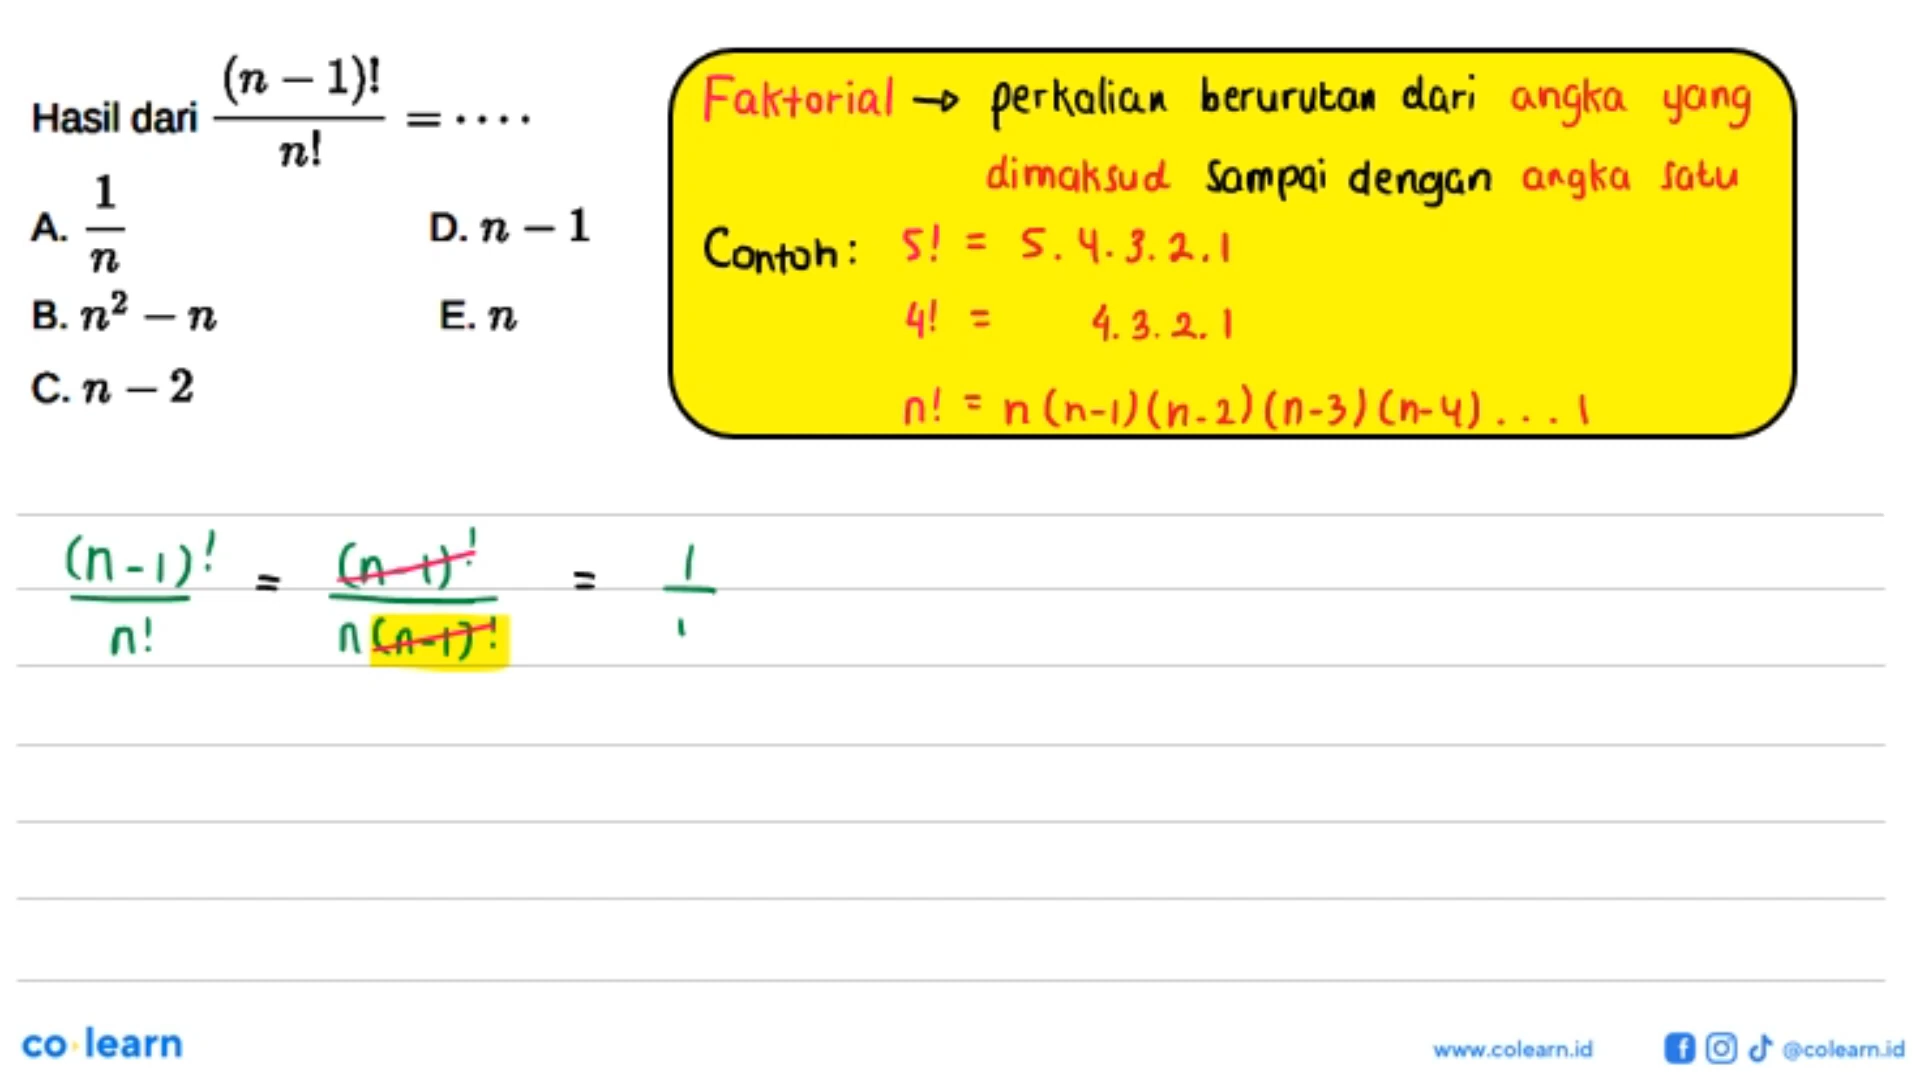 Hasil dari (n − 1)!/n! = ....
A. 1/n
D. n − 1
B. n² − n
E. n
C. n − 2
Faktorial → perkalian berurutan dari angka yang
dimaksud sampai dengan angka satu
Contoh: 5! = 5.4.3.2.1
4! = 4.3.2.1
n! = n(n-1)(n-2)(n-3)(n-4)...1
(n-1)!/n! = (n-1)!/n(n-1)! = 1/
co learn
www.colearn.id
@colearn.id